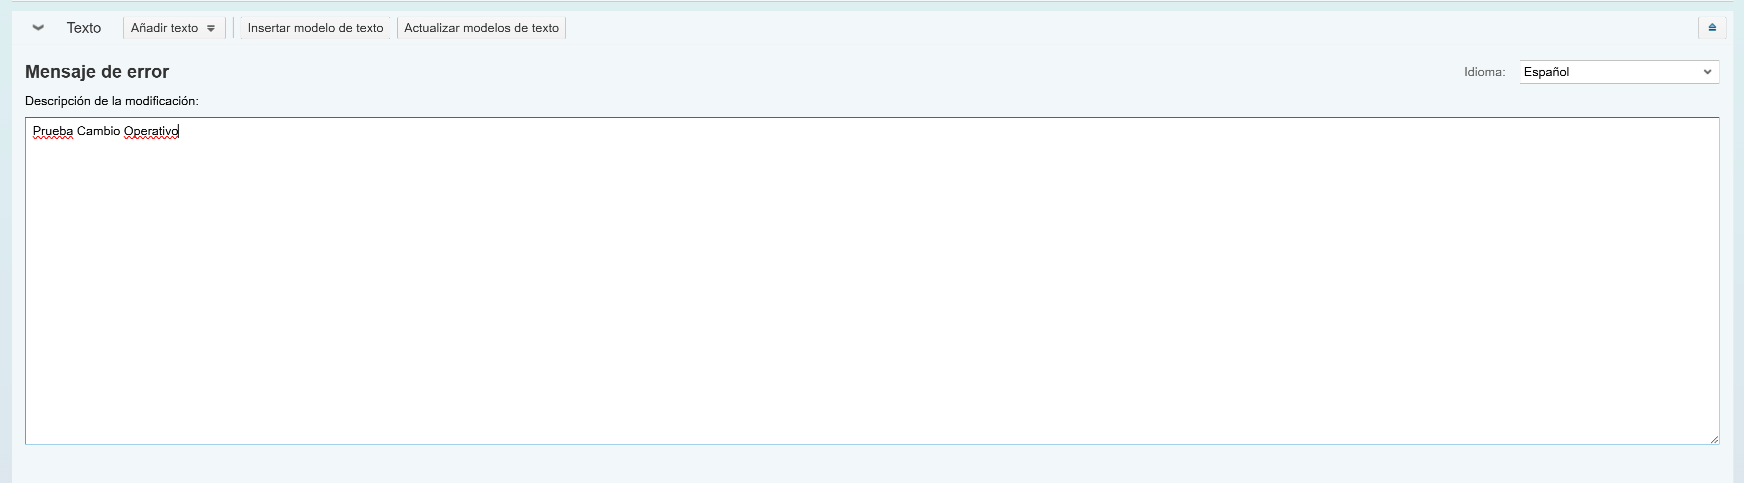 Texto Añadir texto Insertar modelo de texto Actualizar modelos de texto
Mensaje de error Idioma: Español
Descripción de la modificación:
Prueba Cambio Operativo